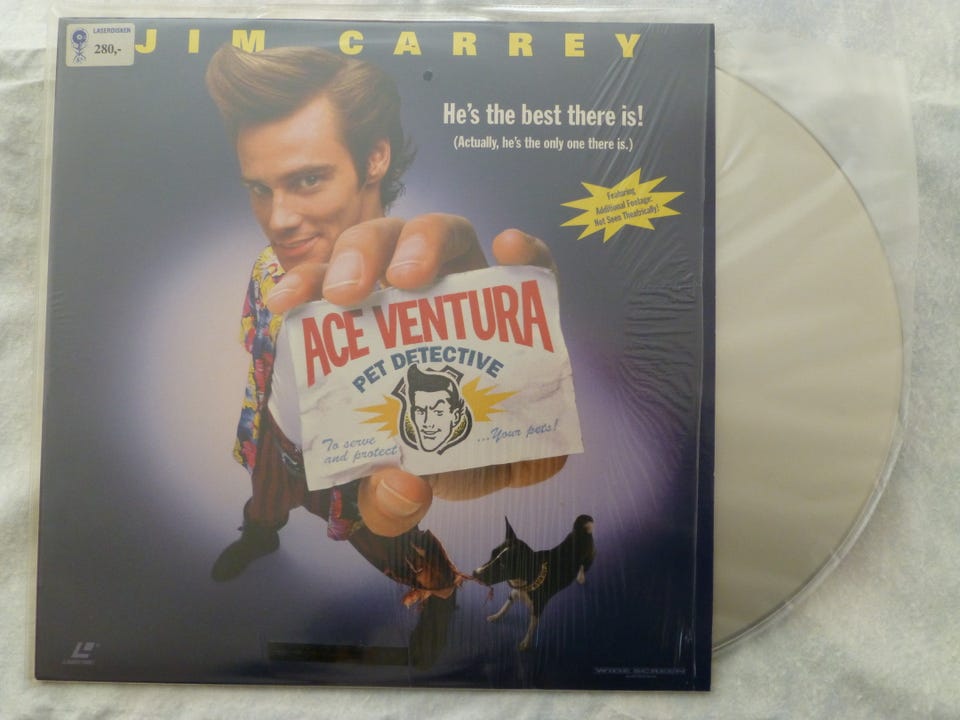 LASERDISKEN
280,-
JIM CARREY
He's the best there is!
(Actually, he's the only one there is.)
Featuring
Additional Footage
Not Seen Theatrically!
ACE VENTURA
PET DETECTIVE
To serve
and protect
...Your pets!
LASERDISC
WIDE SCREEN